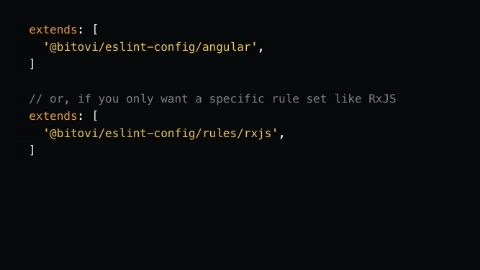 extends: [
  '@bitovi/eslint-config/angular',
]
// or, if you only want a specific rule set like RxJS
extends: [
  '@bitovi/eslint-config/rules/rxjs',
]